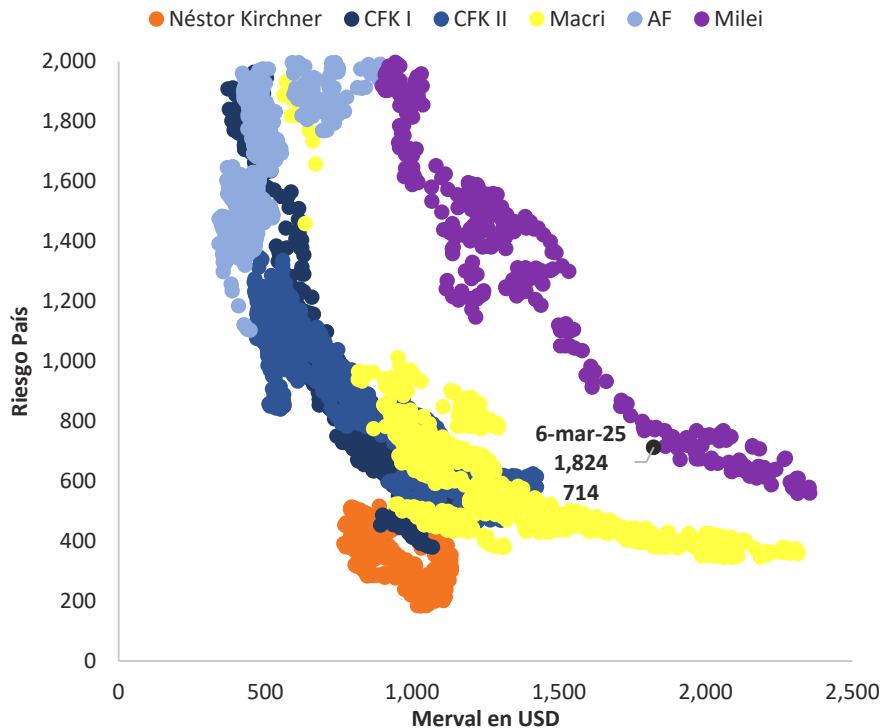 Néstor Kirchner CFK I CFK II Macri AF Milei
2,000
1,800
1,600
1,400
1,200
1,000
800
600
400
200
0
Riesgo País
6-mar-25
1,824
714
0 500 1,000 1,500 2,000 2,500
Merval en USD